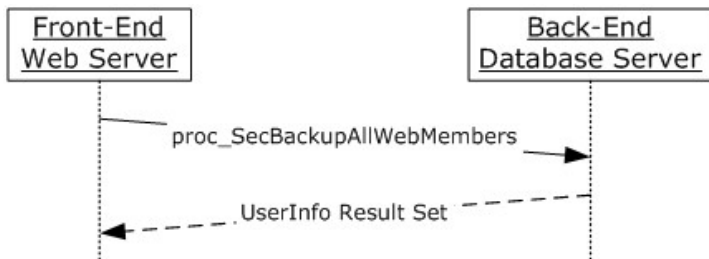 Front-End
Web Server
Back-End
Database Server
proc_SecBackupAllWebMembers
UserInfo Result Set